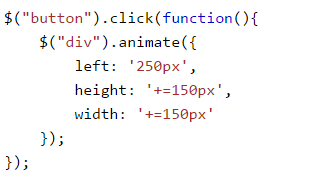 $("button").click(function(){
    $("div").animate({
        left: '250px',
        height: '+=150px',
        width: '+=150px'
    });
});